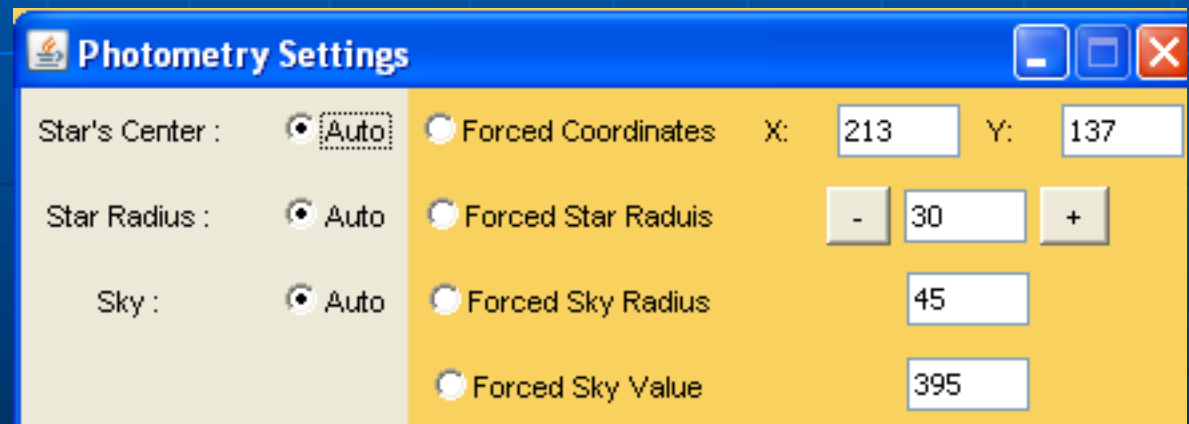 Photometry Settings
Star's Center : Auto Forced Coordinates X: 213 Y: 137
Star Radius : Auto Forced Star Raduis - 30 +
Sky : Auto Forced Sky Radius 45
Forced Sky Value 395